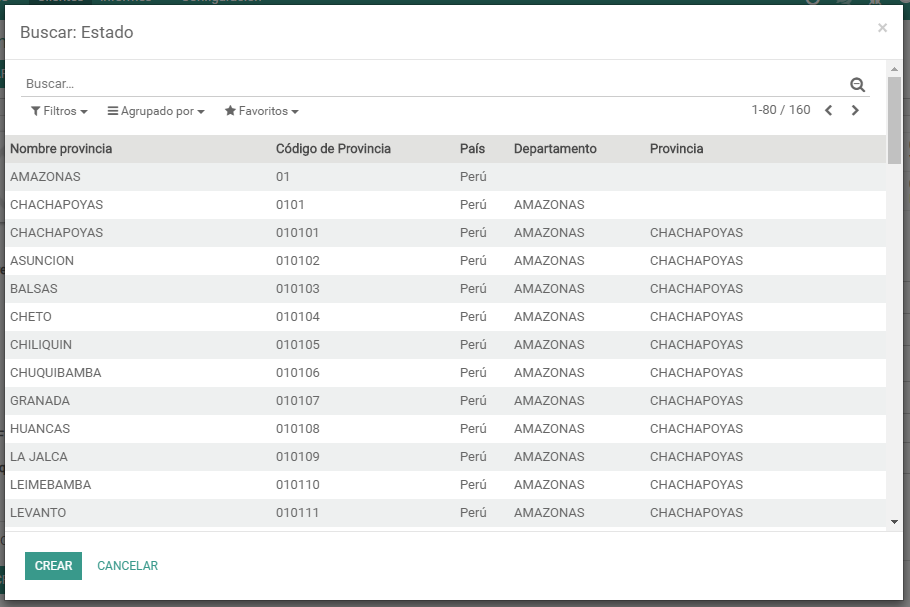 Buscar: Estado ×
Buscar...
Filtros Agrupado por Favoritos 1-80 / 160
Nombre provincia Código de Provincia País Departamento Provincia
AMAZONAS 01 Perú
CHACHAPOYAS 0101 Perú AMAZONAS
CHACHAPOYAS 010101 Perú AMAZONAS CHACHAPOYAS
ASUNCION 010102 Perú AMAZONAS CHACHAPOYAS
BALSAS 010103 Perú AMAZONAS CHACHAPOYAS
CHETO 010104 Perú AMAZONAS CHACHAPOYAS
CHILIQUIN 010105 Perú AMAZONAS CHACHAPOYAS
CHUQUIBAMBA 010106 Perú AMAZONAS CHACHAPOYAS
GRANADA 010107 Perú AMAZONAS CHACHAPOYAS
HUANCAS 010108 Perú AMAZONAS CHACHAPOYAS
LA JALCA 010109 Perú AMAZONAS CHACHAPOYAS
LEIMEBAMBA 010110 Perú AMAZONAS CHACHAPOYAS
LEVANTO 010111 Perú AMAZONAS CHACHAPOYAS
CREAR CANCELAR